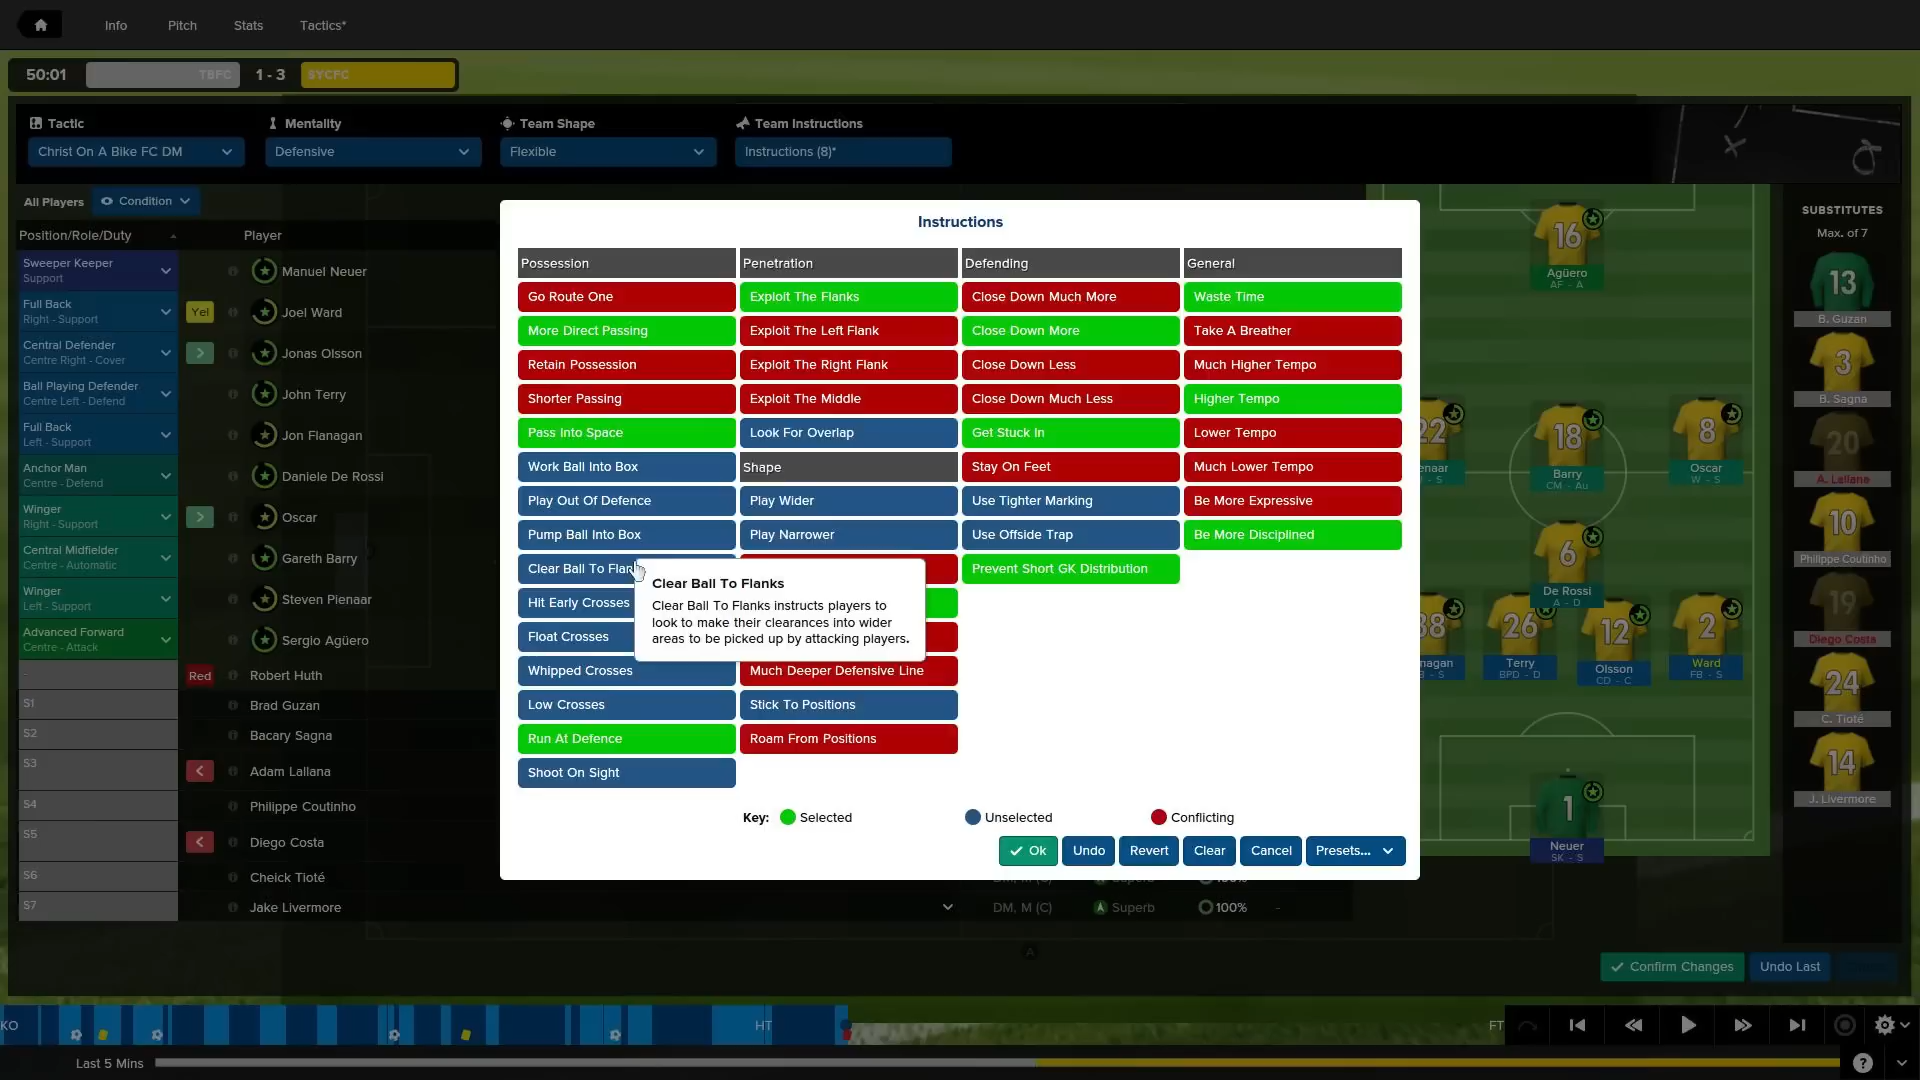 Info
Pitch
Stats
Tactics*
50:01
TBFC
1 - 3
SYCFC
Tactic
Mentality
Team Shape
Team Instructions
Christ On A Bike FC DM
Defensive
Flexible
Instructions (8)*
All Players
Condition
Position/Role/Duty
Player
Sweeper Keeper
Support
Manuel Neuer
Full Back
Right - Support
Yel
Joel Ward
Central Defender
Centre Right - Cover
Jonas Olsson
Ball Playing Defender
Centre Left - Defend
John Terry
Full Back
Left - Support
Jon Flanagan
Anchor Man
Centre - Defend
Daniele De Rossi
Winger
Right - Support
Oscar
Central Midfielder
Centre - Automatic
Gareth Barry
Winger
Left - Support
Steven Pienaar
Advanced Forward
Centre - Attack
Sergio Agüero
-
Red
Robert Huth
S1
Brad Guzan
S2
Bacary Sagna
S3
Adam Lallana
S4
Philippe Coutinho
S5
Diego Costa
S6
Cheick Tioté
S7
Jake Livermore
Instructions
Possession
Go Route One
More Direct Passing
Retain Possession
Shorter Passing
Pass Into Space
Work Ball Into Box
Play Out Of Defence
Pump Ball Into Box
Clear Ball To Flan
Hit Early Crosses
Float Crosses
Whipped Crosses
Low Crosses
Run At Defence
Shoot On Sight
Penetration
Exploit The Flanks
Exploit The Left Flank
Exploit The Right Flank
Exploit The Middle
Look For Overlap
Shape
Play Wider
Play Narrower
Much Deeper Defensive Line
Stick To Positions
Roam From Positions
Defending
Close Down Much More
Close Down More
Close Down Less
Close Down Much Less
Get Stuck In
Stay On Feet
Use Tighter Marking
Use Offside Trap
Prevent Short GK Distribution
General
Waste Time
Take A Breather
Much Higher Tempo
Higher Tempo
Lower Tempo
Much Lower Tempo
Be More Expressive
Be More Disciplined
Clear Ball To Flanks
Clear Ball To Flanks instructs players to
look to make their clearances into wider
areas to be picked up by attacking players.
Key:
Selected
Unselected
Conflicting
Ok
Undo
Revert
Clear
Cancel
Presets...
DM, M (C)
Superb
100%
-
16
Agüero
AF - A
22
enaar
- S
18
Barry
CM - Au
8
Oscar
W - S
6
De Rossi
A - D
38
nagan
B - S
26
Terry
BPD - D
12
Olsson
CD - C
2
Ward
FB - S
1
Neuer
SK - S
SUBSTITUTES
Max. of 7
13
B. Guzan
3
B. Sagna
20
A. Lallana
10
Philippe Coutinho
19
Diego Costa
24
C. Tioté
14
J. Livermore
Confirm Changes
Undo Last
KO
HT
FT
Last 5 Mins
?